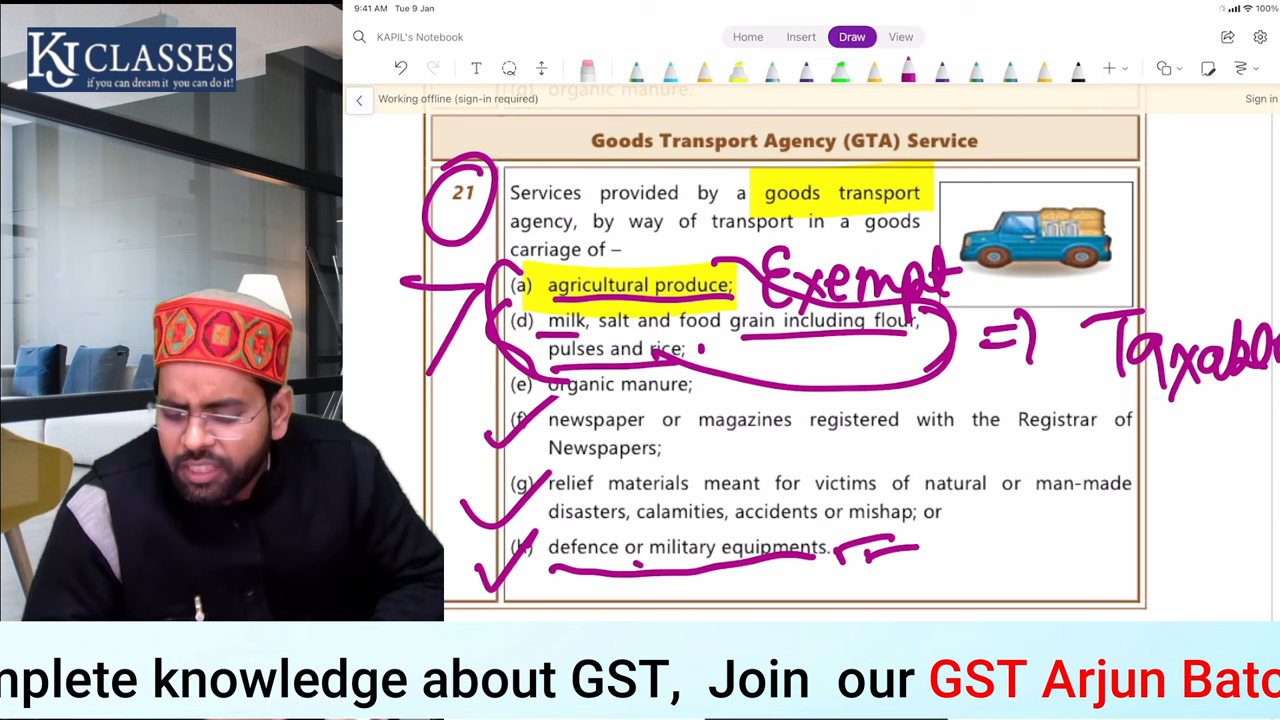 9:41 AM Tue 9 Jan
100%
KJ CLASSES
if you can dream it you can do it!
KAPIL's Notebook
Home Insert Draw View
Working offline (sign-in required)
Sign in
organic manure.
Goods Transport Agency (GTA) Service
21
Services provided by a goods transport
agency, by way of transport in a goods
carriage of –
(a) agricultural produce;
Exempt
(d) milk, salt and food grain including flour,
pulses and rice;
=> Taxable
(e) organic manure;
(f) newspaper or magazines registered with the Registrar of
Newspapers;
(g) relief materials meant for victims of natural or man-made
disasters, calamities, accidents or mishap; or
(h) defence or military equipments.
mplete knowledge about GST, Join our GST Arjun Batc